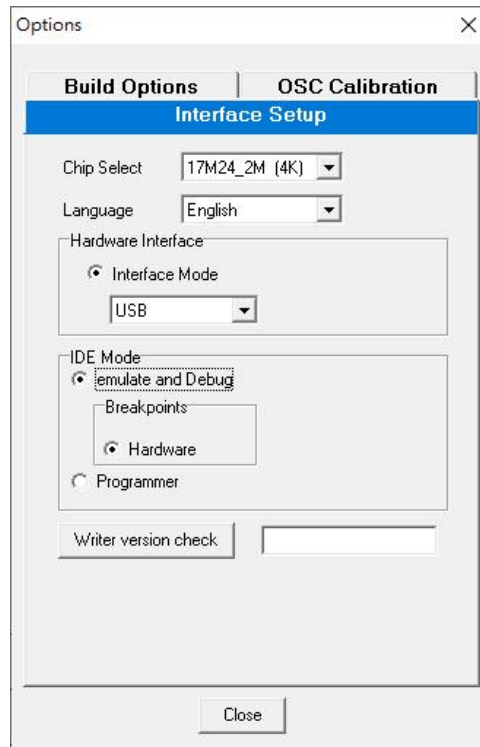 Options
Build Options
OSC Calibration
Interface Setup
Chip Select
17M24_2M (4K)
Language
English
Hardware Interface
Interface Mode
USB
IDE Mode
emulate and Debug
Breakpoints
Hardware
Programmer
Writer version check
Close